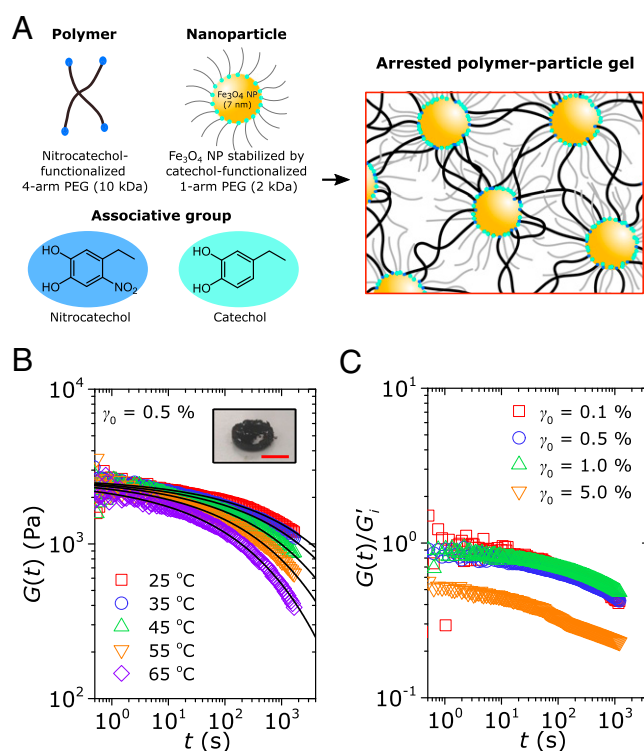 A
Polymer
Nanoparticle
Arrested polymer-particle gel
Fe3O4 NP
(7 nm)
Nitrocatechol-
functionalized
4-arm PEG (10 kDa)
Fe3O4 NP stabilized by
catechol-functionalized
1-arm PEG (2 kDa)
Associative group
HO
HO
NO2
HO
HO
Nitrocatechol
Catechol
B
γ0 = 0.5 %
10^4
10^3
10^2
G(t) (Pa)
25 °C
35 °C
45 °C
55 °C
65 °C
10^0
10^1
10^2
10^3
t (s)
C
γ0 = 0.1 %
γ0 = 0.5 %
γ0 = 1.0 %
γ0 = 5.0 %
10^1
10^0
10^-1
G(t)/G'i
10^0
10^1
10^2
10^3
t (s)